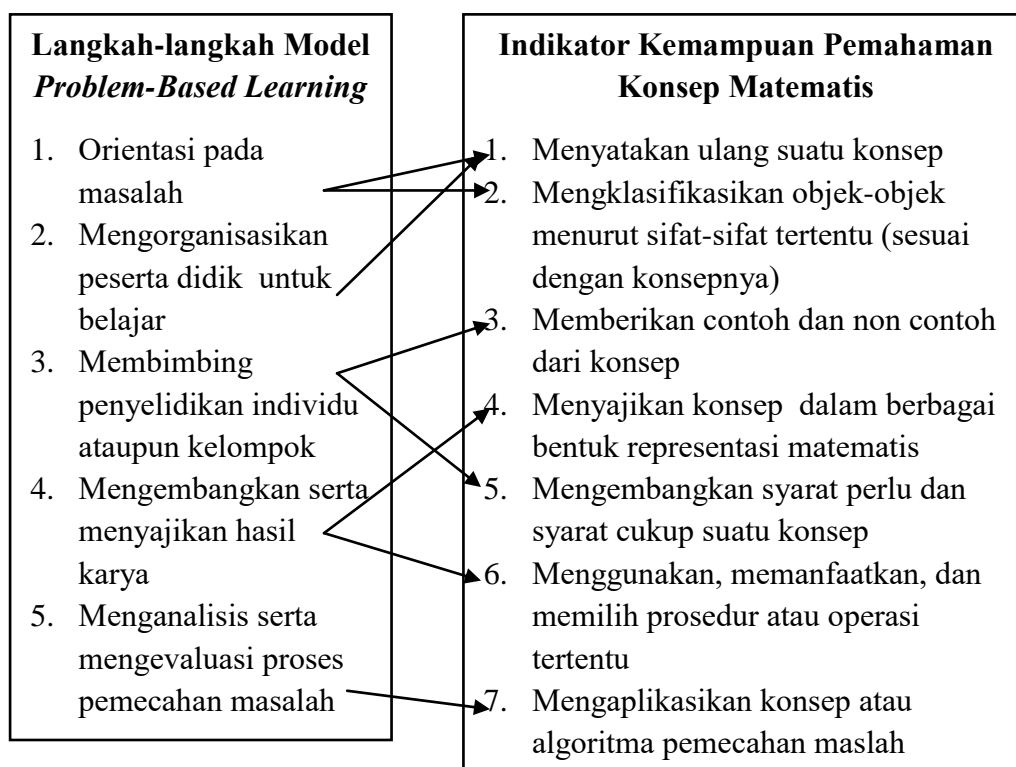 Langkah-langkah Model
Problem-Based Learning
1. Orientasi pada
masalah
2. Mengorganisasikan
peserta didik untuk
belajar
3. Membimbing
penyelidikan individu
ataupun kelompok
4. Mengembangkan serta
menyajikan hasil
karya
5. Menganalisis serta
mengevaluasi proses
pemecahan masalah
Indikator Kemampuan Pemahaman
Konsep Matematis
1. Menyatakan ulang suatu konsep
2. Mengklasifikasikan objek-objek
menurut sifat-sifat tertentu (sesuai
dengan konsepnya)
3. Memberikan contoh dan non contoh
dari konsep
4. Menyajikan konsep dalam berbagai
bentuk representasi matematis
5. Mengembangkan syarat perlu dan
syarat cukup suatu konsep
6. Menggunakan, memanfaatkan, dan
memilih prosedur atau operasi
tertentu
7. Mengaplikasikan konsep atau
algoritma pemecahan maslah